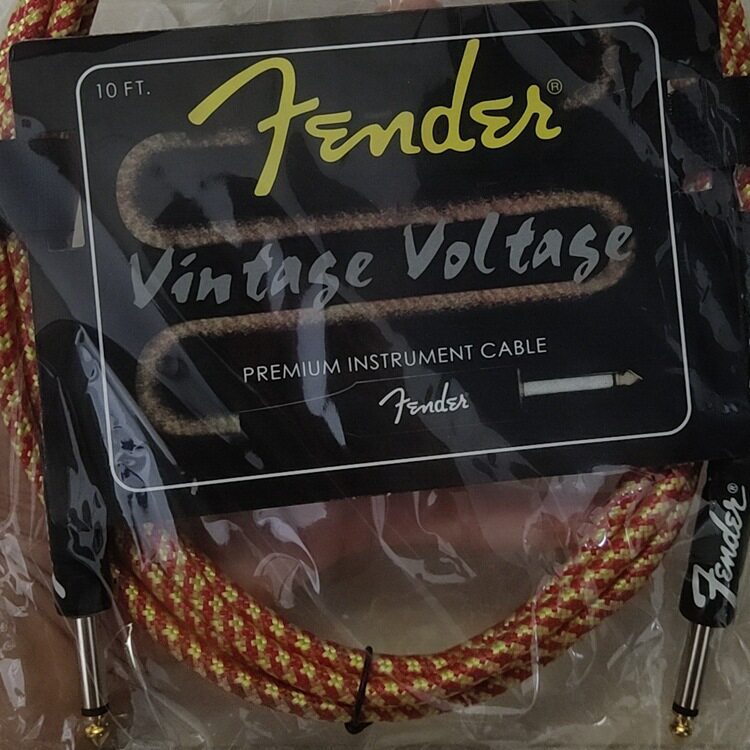 10 FT.
Fender®
Vintage Voltage
PREMIUM INSTRUMENT CABLE
Fender
Fender®